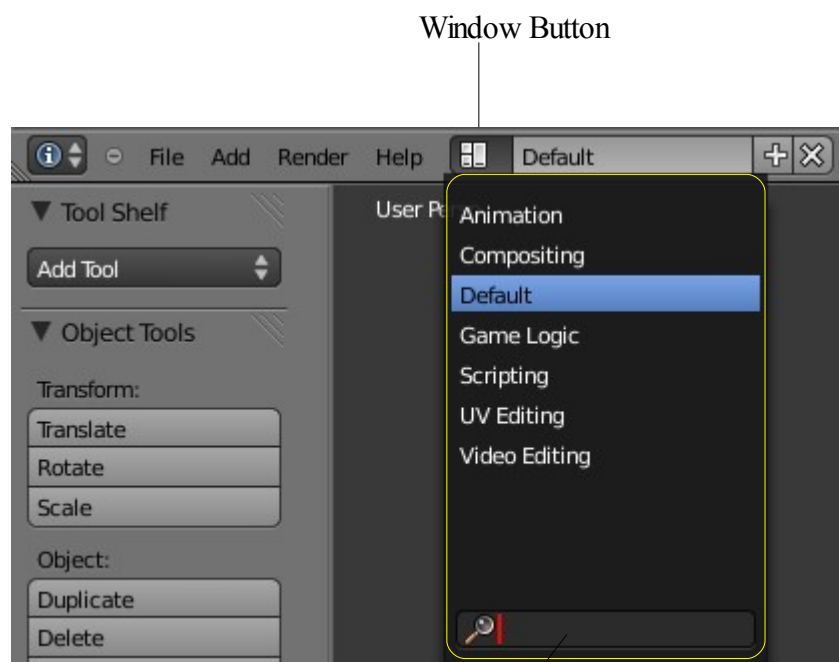 Window Button
File Add Render Help Default
Tool Shelf
User Pe
Add Tool
Object Tools
Transform:
Translate
Rotate
Scale
Object:
Duplicate
Delete
Animation
Compositing
Default
Game Logic
Scripting
UV Editing
Video Editing